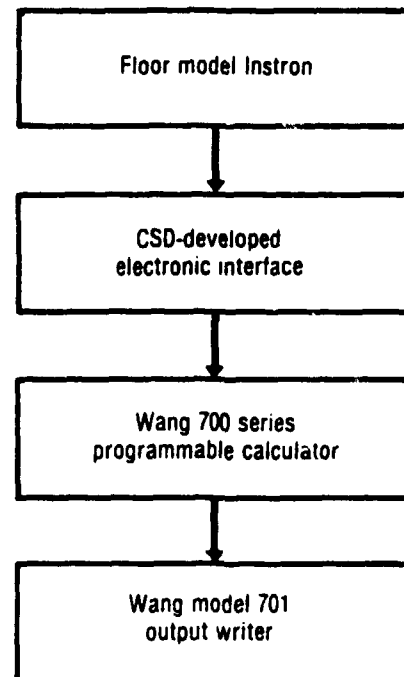 Floor model Instron
CSD-developed
electronic interface
Wang 700 series
programmable calculator
Wang model 701
output writer